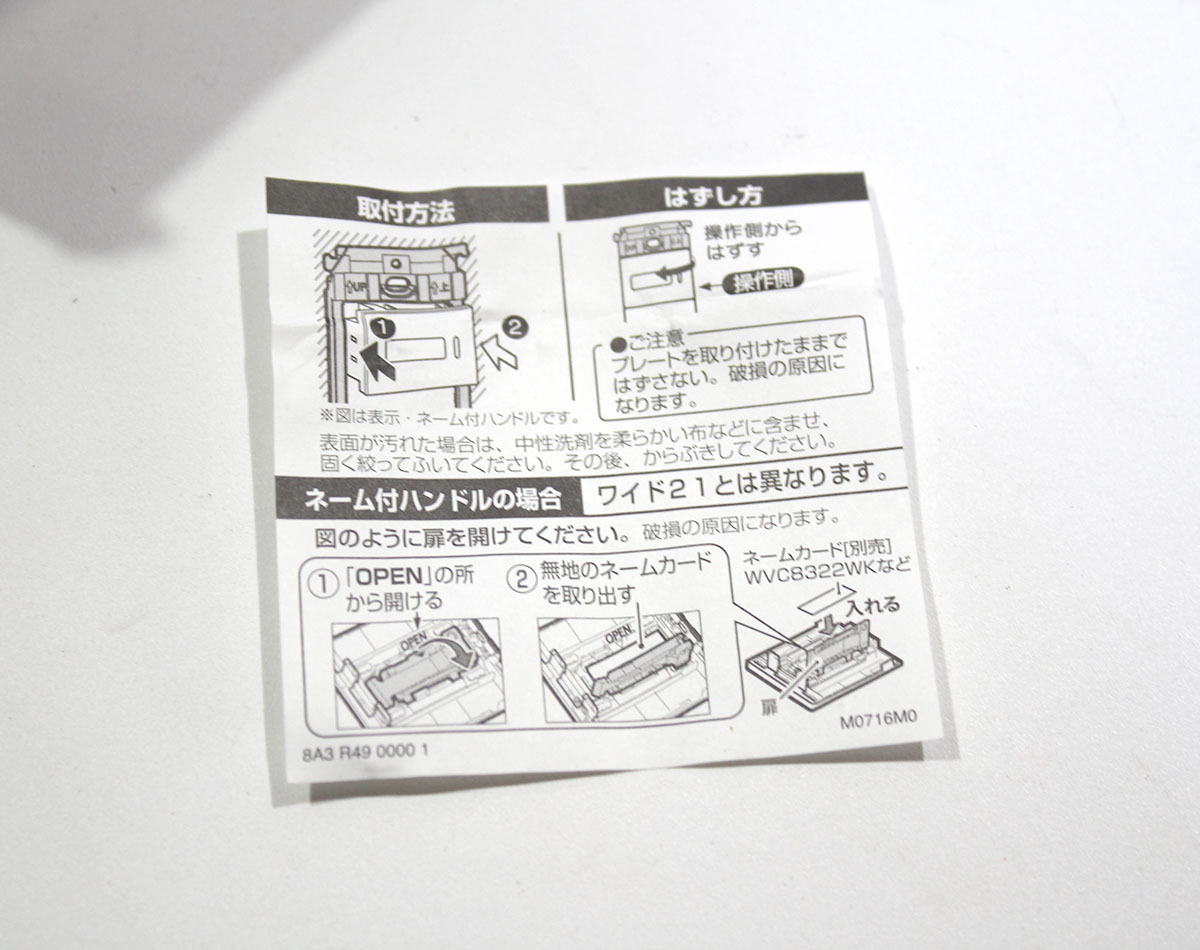 取付方法
⇧UP
⇧上
❶
❷
※図は表示・ネーム付ハンドルです。
はずし方
操作側から
はずす
操作側
●ご注意
プレートを取り付けたままで
はずさない。破損の原因に
なります。
表面が汚れた場合は、中性洗剤を柔らかい布などに含ませ、
固く絞ってふいてください。その後、からぶきしてください。
ネーム付ハンドルの場合
ワイド21とは異なります。
図のように扉を開けてください。破損の原因になります。
①「OPEN」の所
から開ける
OPEN
②無地のネームカード
を取り出す
OPEN
ネームカード[別売]
WVC8322WKなど
入れる
扉
8A3 R49 0000 1
M0716M0